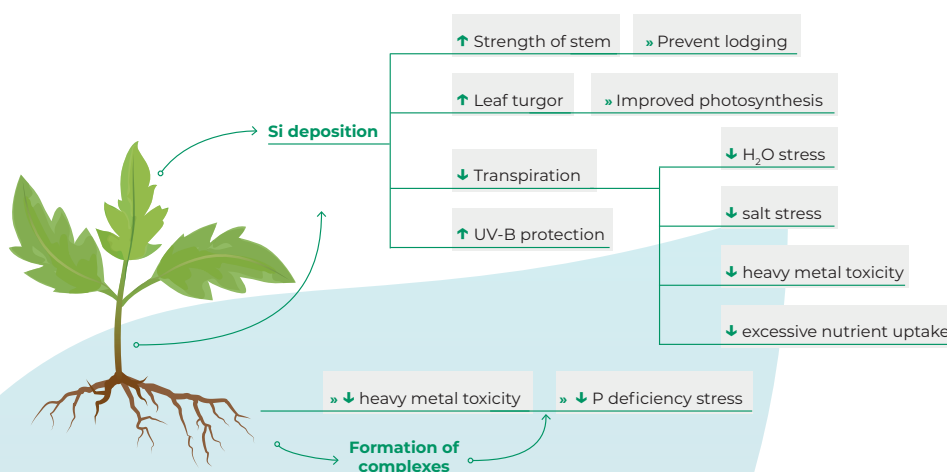 ↑ Strength of stem » Prevent lodging
↑ Leaf turgor » Improved photosynthesis
Si deposition
↓ Transpiration
↑ UV-B protection
↓ H₂O stress
↓ salt stress
↓ heavy metal toxicity
↓ excessive nutrient uptake
» ↓ heavy metal toxicity » ↓ P deficiency stress
Formation of
complexes